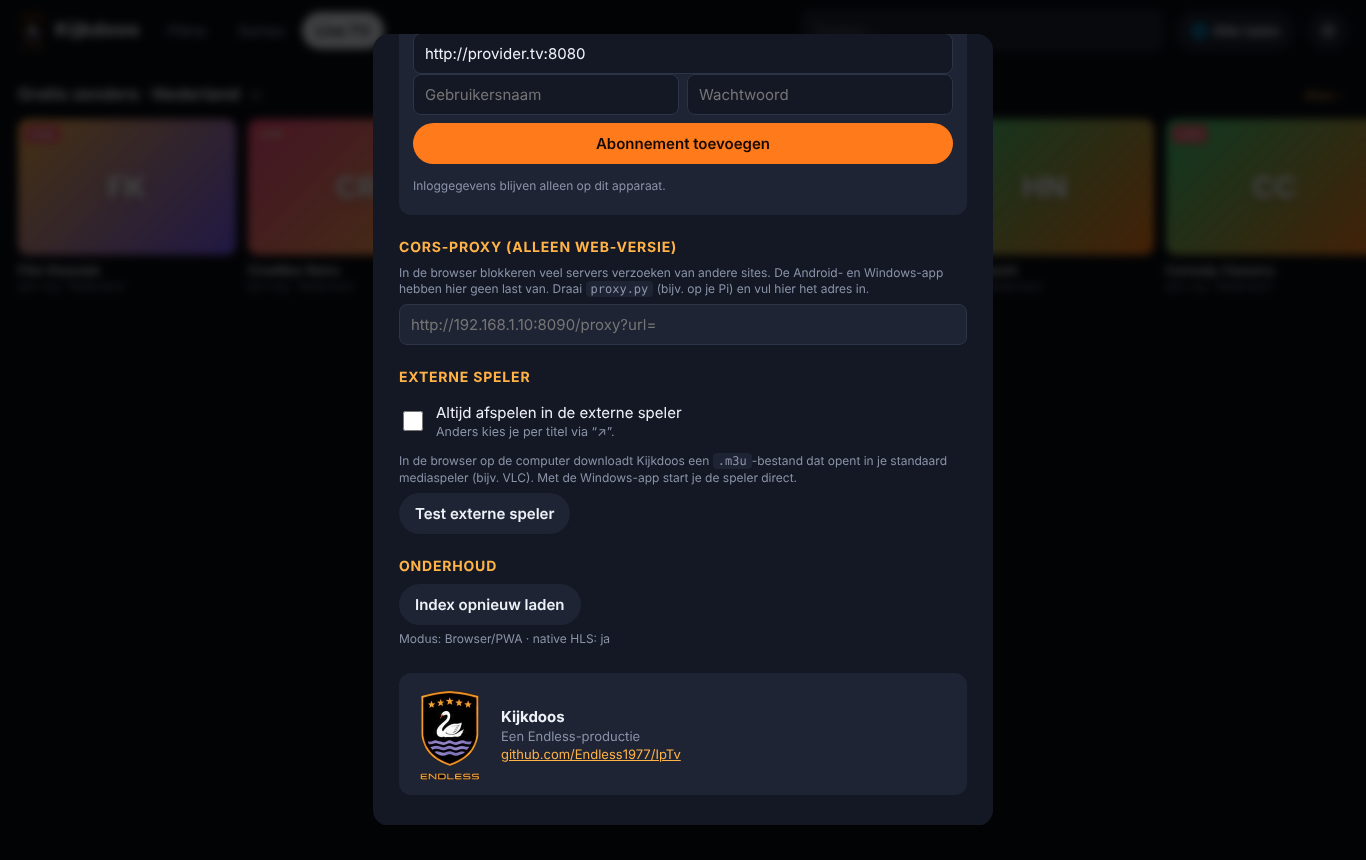 Kijkdoos
http://provider.tv:8080
Gebruikersnaam
Wachtwoord
Abonnement toevoegen
Inloggegevens blijven alleen op dit apparaat.
FK
HN
CC
CORS-PROXY (ALLEEN WEB-VERSIE)
In de browser blokkeren veel servers verzoeken van andere sites. De Android- en Windows-app
hebben hier geen last van. Draai proxy.py (bijv. op je Pi) en vul hier het adres in.
http://192.168.1.10:8090/proxy?url=
EXTERNE SPELER
Altijd afspelen in de externe speler
Anders kies je per titel via “↗”.
In de browser op de computer downloadt Kijkdoos een .m3u-bestand dat opent in je standaard
mediaspeler (bijv. VLC). Met de Windows-app start je de speler direct.
Test externe speler
ONDERHOUD
Index opnieuw laden
Modus: Browser/PWA · native HLS: ja
Kijkdoos
Een Endless-productie
github.com/Endless1977/IpTv
ENDLESS